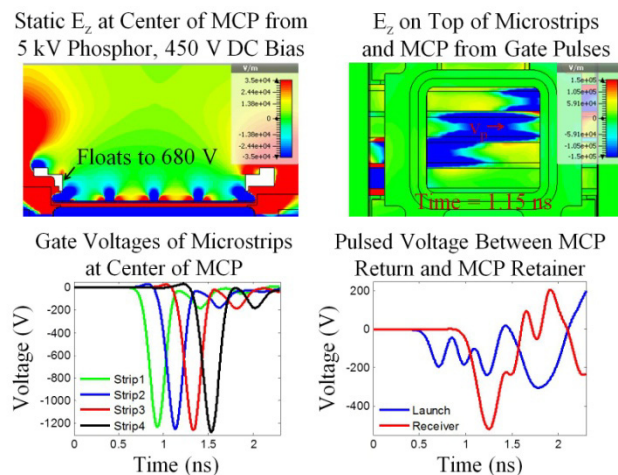 Static E_z at Center of MCP from
5 kV Phosphor, 450 V DC Bias
V/m
3.5e+04
2.44e+04
1.38e+04
0
-1.38e+04
-2.44e+04
-3.5e+04
Floats to 680 V
E_z on Top of Microstrips
and MCP from Gate Pulses
V/m
1.5e+05
1.05e+05
5.91e+04
0
-5.91e+04
-1.05e+05
-1.5e+05
Time = 1.15 ns
Gate Voltages of Microstrips
at Center of MCP
Voltage (V)
0
-200
-400
-600
-800
-1000
-1200
Strip1
Strip2
Strip3
Strip4
0 0.5 1 1.5 2
Time (ns)
Pulsed Voltage Between MCP
Return and MCP Retainer
Voltage (V)
200
0
-200
-400
Launch
Receiver
0 0.5 1 1.5 2
Time (ns)